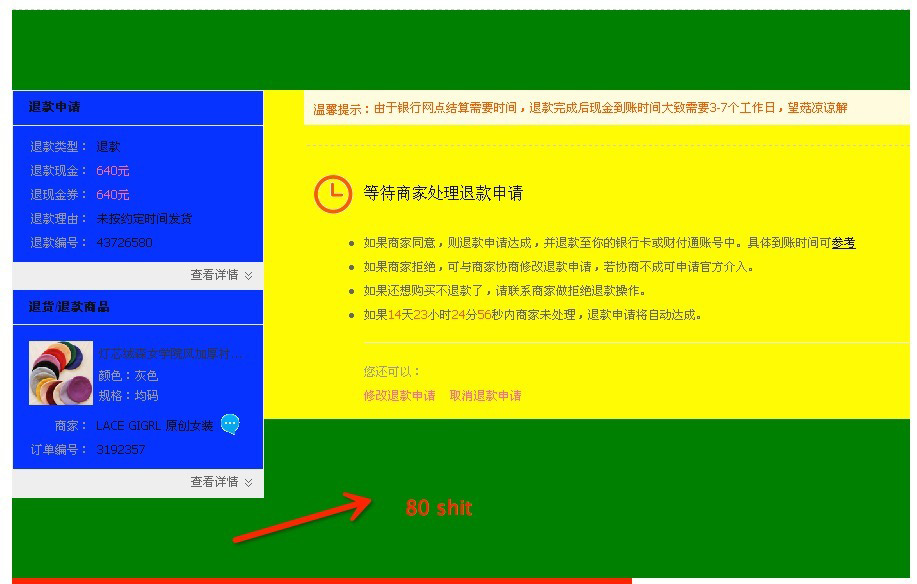 退款申请
退款类型： 退款
退款现金： 640元
退现金券： 640元
退款理由： 未按约定时间发货
退款编号： 43726580
查看详情
退货/退款商品
颜色：灰色
规格：均码
商家： LACE GIGRL 原创女装
订单编号： 3192357
查看详情
温馨提示：由于银行网点结算需要时间，退款完成后现金到账时间大致需要3-7个工作日，望菇凉谅解
等待商家处理退款申请
如果商家同意，则退款申请达成，并退款至你的银行卡或财付通账号中。具体到账时间可参考
如果商家拒绝，可与商家协商修改退款申请，若协商不成可申请官方介入。
如果还想购买不退款了，请联系商家做拒绝退款操作。
如果14天23小时24分56秒内商家未处理，退款申请将自动达成。
您还可以：
修改退款申请 取消退款申请
80 shit